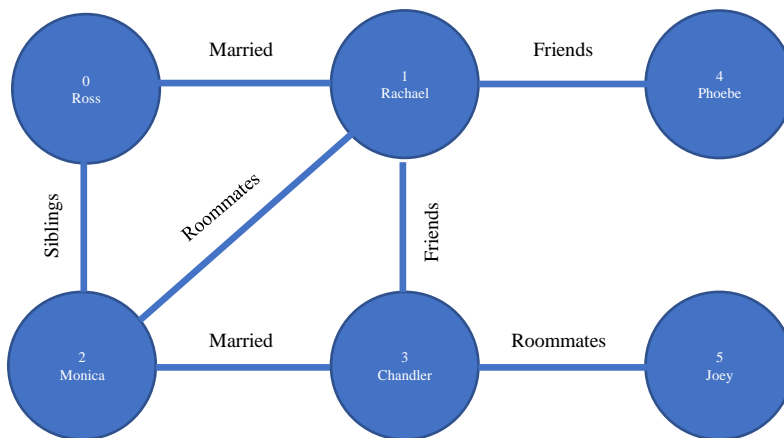 Married
Friends
0
Ross
1
Rachael
4
Phoebe
Siblings
Roommates
Friends
Married
Roommates
2
Monica
3
Chandler
5
Joey